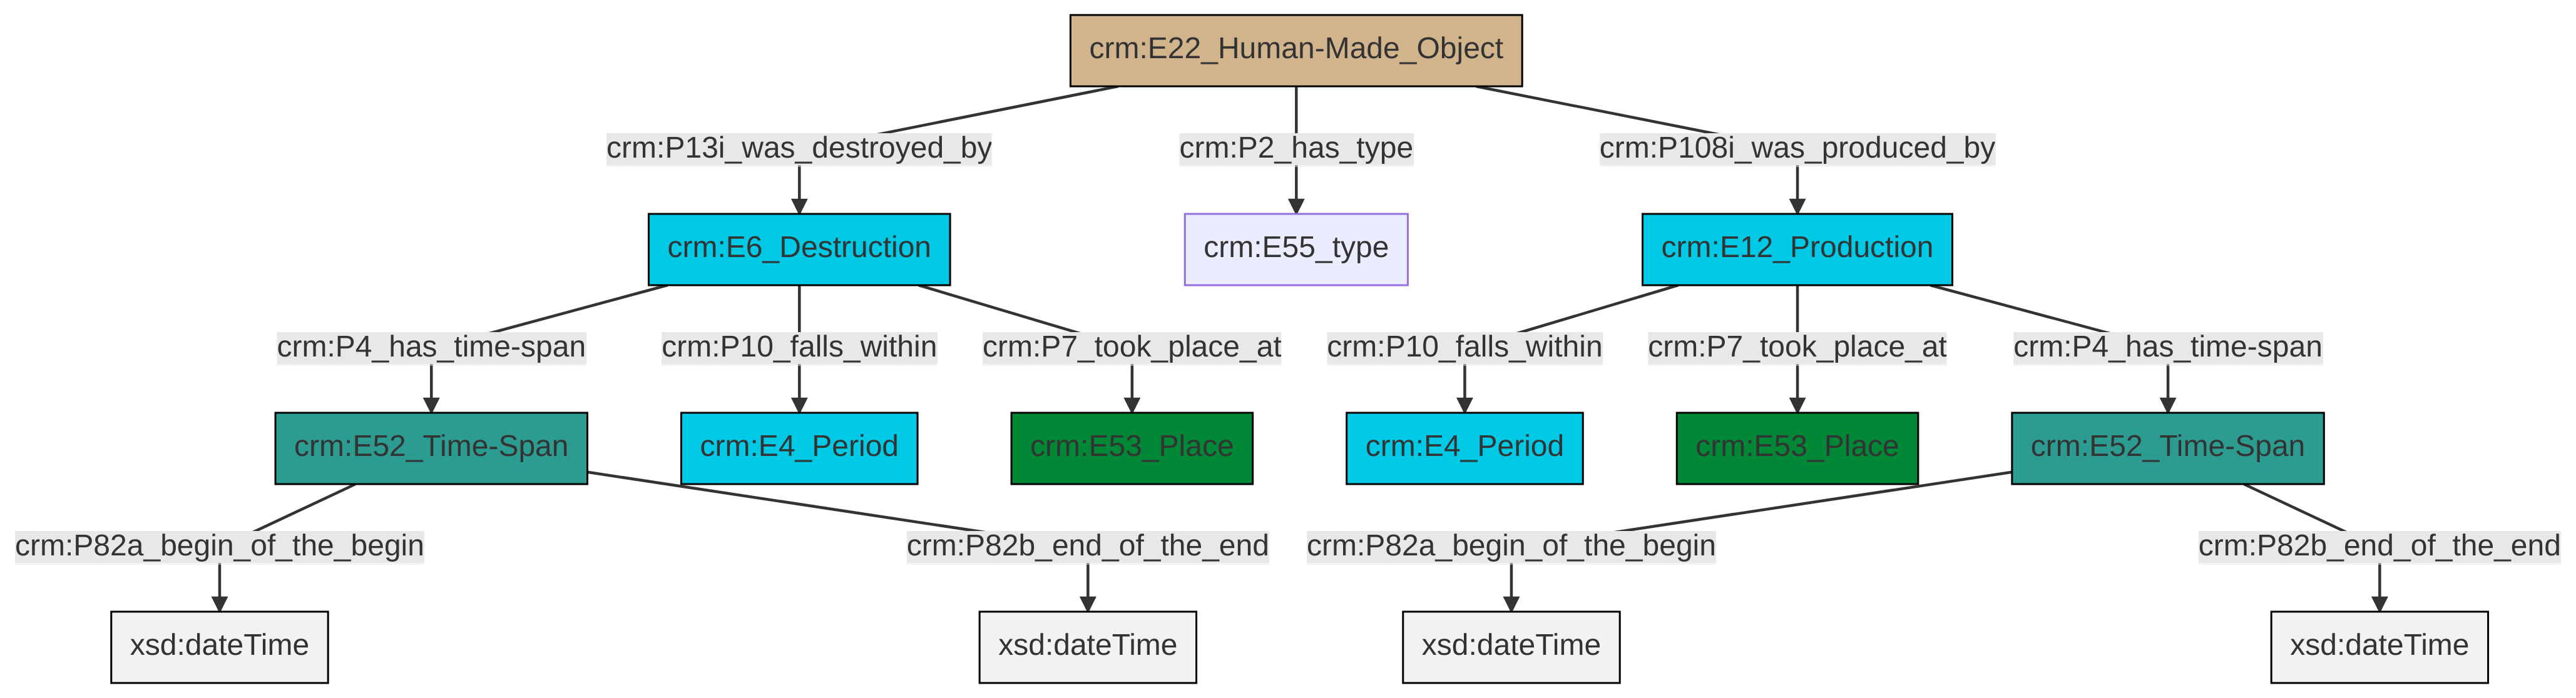 crm:E22_Human-Made_Object
crm:P13i_was_destroyed_by
crm:P2_has_type
crm:P108i_was_produced_by
crm:E6_Destruction
crm:E55_type
crm:E12_Production
crm:P4_has_time-span
crm:P10_falls_within
crm:P7_took_place_at
crm:P10_falls_within
crm:P7_took_place_at
crm:P4_has_time-span
crm:E52_Time-Span
crm:E4_Period
crm:E53_Place
crm:E4_Period
crm:E53_Place
crm:E52_Time-Span
crm:P82a_begin_of_the_begin
crm:P82b_end_of_the_end
crm:P82a_begin_of_the_begin
crm:P82b_end_of_the_end
xsd:dateTime
xsd:dateTime
xsd:dateTime
xsd:dateTime